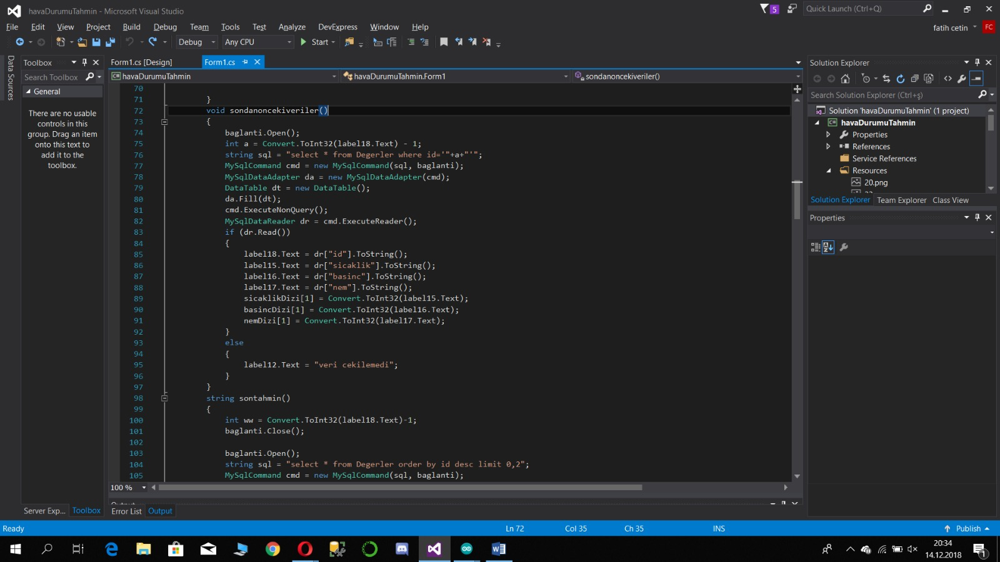 havaDurumuTahmin - Microsoft Visual Studio
5
Quick Launch (Ctrl+Q)
File Edit View Project Build Debug Team Tools Test Analyze DevExpress Window Help
fatih cetin FC
Debug Any CPU Start
Data Sources
Toolbox
Search Toolbox
General
There are no usable
controls in this
group. Drag an item
onto this text to
add it to the
toolbox.
Server Exp... Toolbox
Form1.cs [Design] Form1.cs
C# havaDurumuTahmin havaDurumuTahmin.Form1 sondanoncekiveriler()
70
71 }
72 void sondanoncekiveriler()
73 {
74 baglanti.Open();
75 int a = Convert.ToInt32(label18.Text) - 1;
76 string sql = "select * from Degerler where id='"+a+"'";
77 MySqlCommand cmd = new MySqlCommand(sql, baglanti);
78 MySqlDataAdapter da = new MySqlDataAdapter(cmd);
79 DataTable dt = new DataTable();
80 da.Fill(dt);
81 cmd.ExecuteNonQuery();
82 MySqlDataReader dr = cmd.ExecuteReader();
83 if (dr.Read())
84 {
85 label18.Text = dr["id"].ToString();
86 label15.Text = dr["sicaklik"].ToString();
87 label16.Text = dr["basinc"].ToString();
88 label17.Text = dr["nem"].ToString();
89 sicaklikDizi[1] = Convert.ToInt32(label15.Text);
90 basincDizi[1] = Convert.ToInt32(label16.Text);
91 nemDizi[1] = Convert.ToInt32(label17.Text);
92 }
93 else
94 {
95 label12.Text = "veri cekilemedi";
96 }
97 }
98 string sontahmin()
99 {
100 int ww = Convert.ToInt32(label18.Text)-1;
101 baglanti.Close();
102
103 baglanti.Open();
104 string sql = "select * from Degerler order by id desc limit 0,2";
105 MySqlCommand cmd = new MySqlCommand(sql, baglanti);
100 %
Output
Error List Output
Solution Explorer
Search Solution Explorer (Ctrl+ş)
Solution 'havaDurumuTahmin' (1 project)
C# havaDurumuTahmin
Properties
References
Service References
Resources
20.png
Solution Explorer Team Explorer Class View
Properties
Ready Ln 72 Col 35 Ch 35 INS Publish
20:34
14.12.2018
1